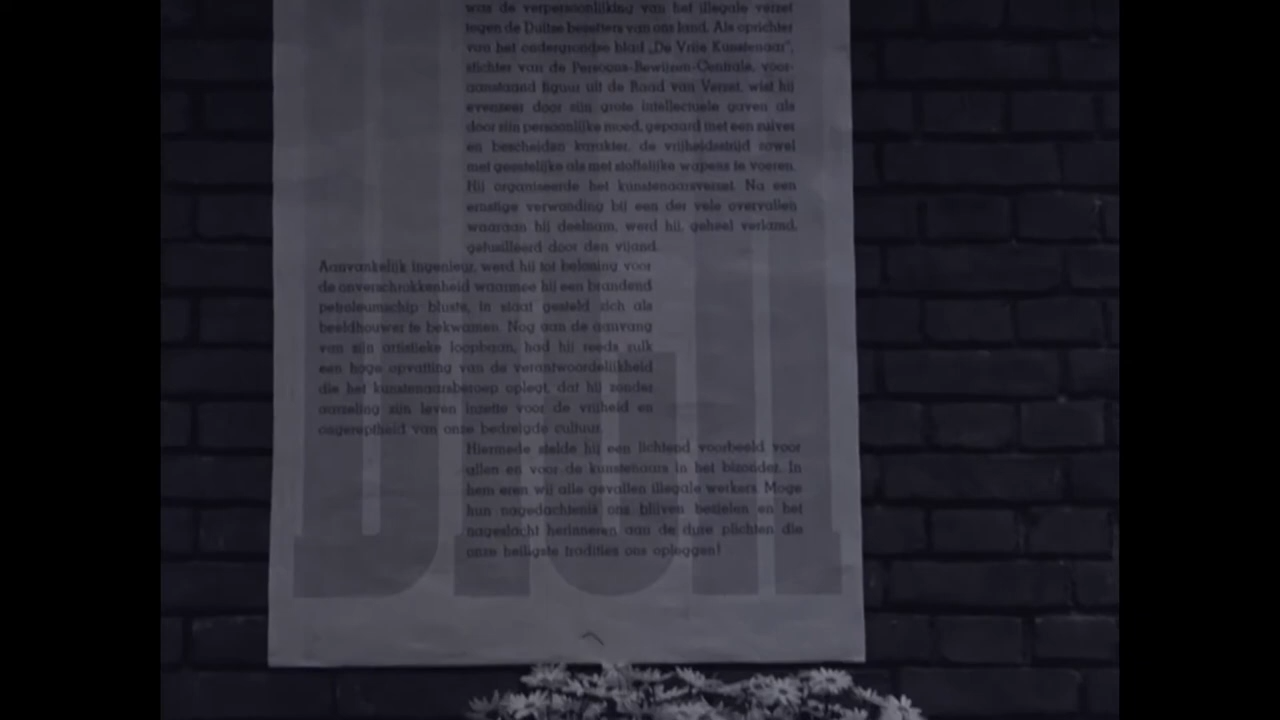 was de verpersoonlijking van het illegale verzet
tegen de Duitse bezetters van ons land. Als oprichter
van het ondergrondse blad „De Vrije Kunstenaar",
stichter van de Persoons-Bewijzen-Centrale, voor-
aanstaand figuur uit de Raad van Verzet, wist hij
evenzeer door zijn grote intellectuele gaven als
door zijn persoonlijke moed, gepaard met een zuiver
en bescheiden karakter, de vrijheidsstrijd zowel
met geestelijke als met stoffelijke wapens te voeren.
Hij organiseerde het kunstenaarsverzet. Na een
ernstige verwonding bij een der vele overvallen
waaraan hij deelnam, werd hij, geheel verlamd,
gefusilleerd door den vijand.
Aanvankelijk ingenieur, werd hij tot beloning voor
de onverschrokkenheid waarmee hij een brandend
petroleumschip bluste, in staat gesteld zich als
beeldhouwer te bekwamen. Nog aan de aanvang
van zijn artistieke loopbaan, had hij reeds zulk
een hoge opvatting van de verantwoordelijkheid
die het kunstenaarsberoep oplegt, dat hij zonder
aarzeling zijn leven inzette voor de vrijheid en
ongereptheid van onze bedreigde cultuur.
Hiermede stelde hij een lichtend voorbeeld voor
allen en voor de kunstenaars in het bizonder. In
hem eren wij alle gevallen illegale werkers. Moge
hun nagedachtenis ons blijven bezielen en het
nageslacht herinneren aan de dure plichten die
onze heiligste tradities ons opleggen!